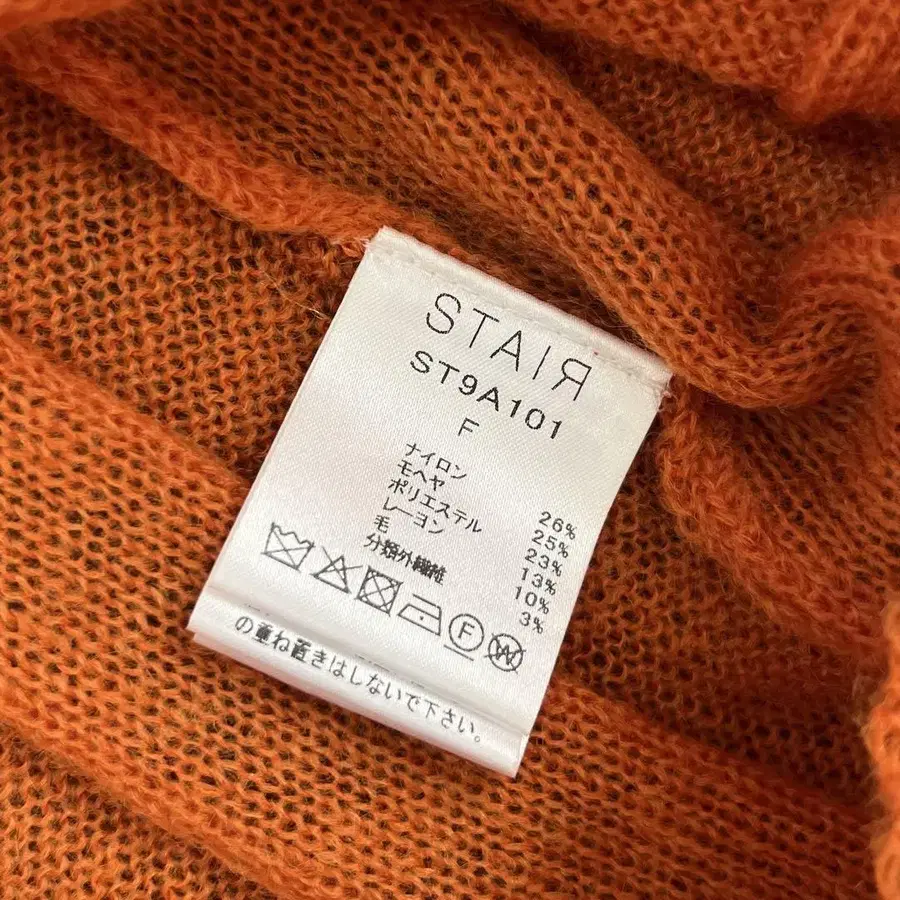 STAIR
ST9A101
F
ナイロン 26%
モヘヤ 25%
ポリエステル 23%
レーヨン 13%
毛 10%
分類外繊維 3%
F W
の重ね置きはしないで下さい。